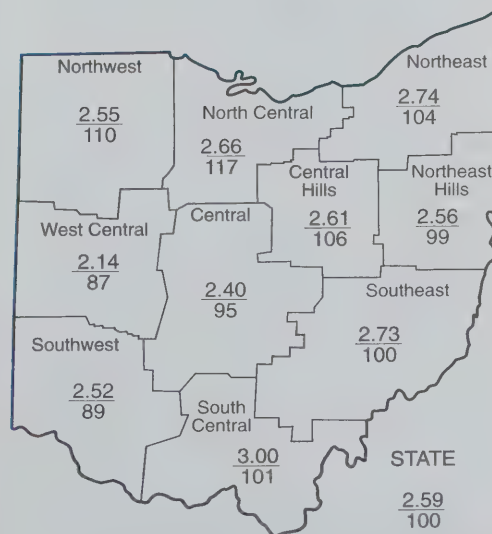 Northwest
2.55
110
North Central
2.66
117
Northeast
2.74
104
Central
Hills
2.61
106
Northeast
Hills
2.56
99
West Central
2.14
87
Central
2.40
95
Southeast
2.73
100
Southwest
2.52
89
South
Central
3.00
101
STATE
2.59
100